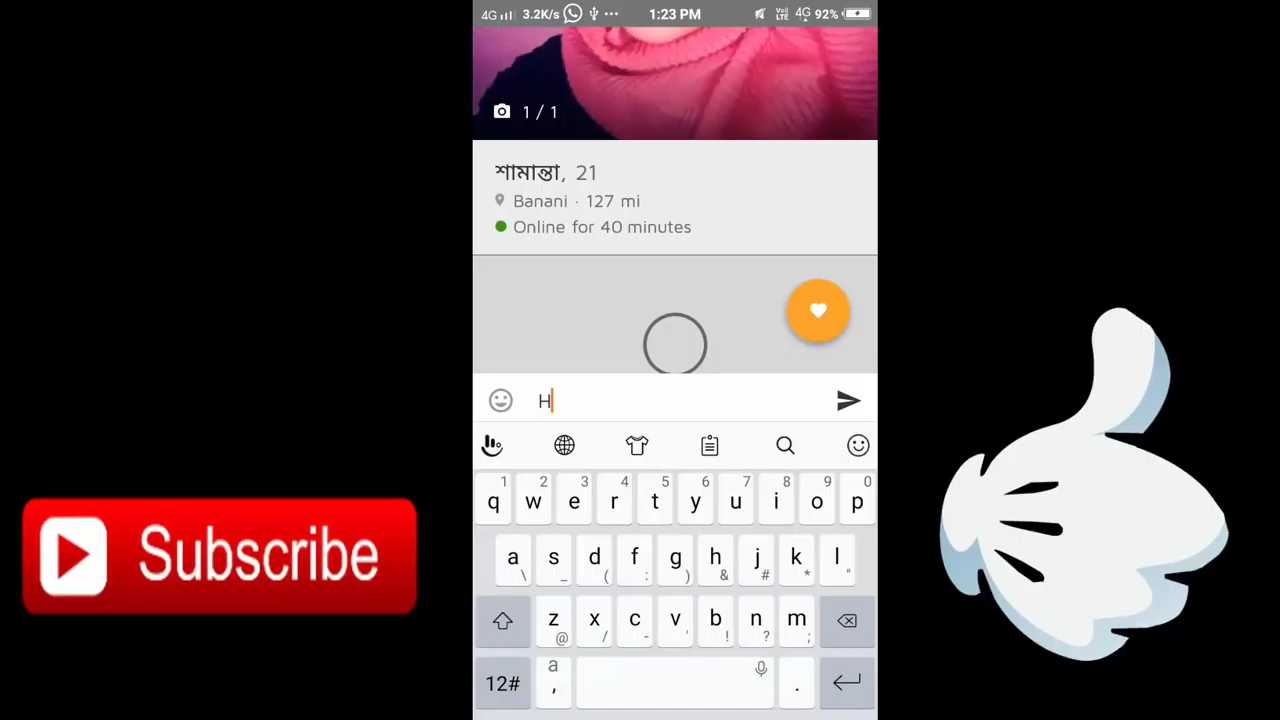 4G 3.2K/s 1:23 PM VoLTE 4G 92%
1 / 1
শামান্তা, 21
Banani · 127 mi
Online for 40 minutes
H
1 2 3 4 5 6 7 8 9 0
q w e r t y u i o p
a s d f g h j k l
\ _ ( : ) & # * "
z x c v b n m
@ / - ' ! ? ;
12# a , .
Subscribe